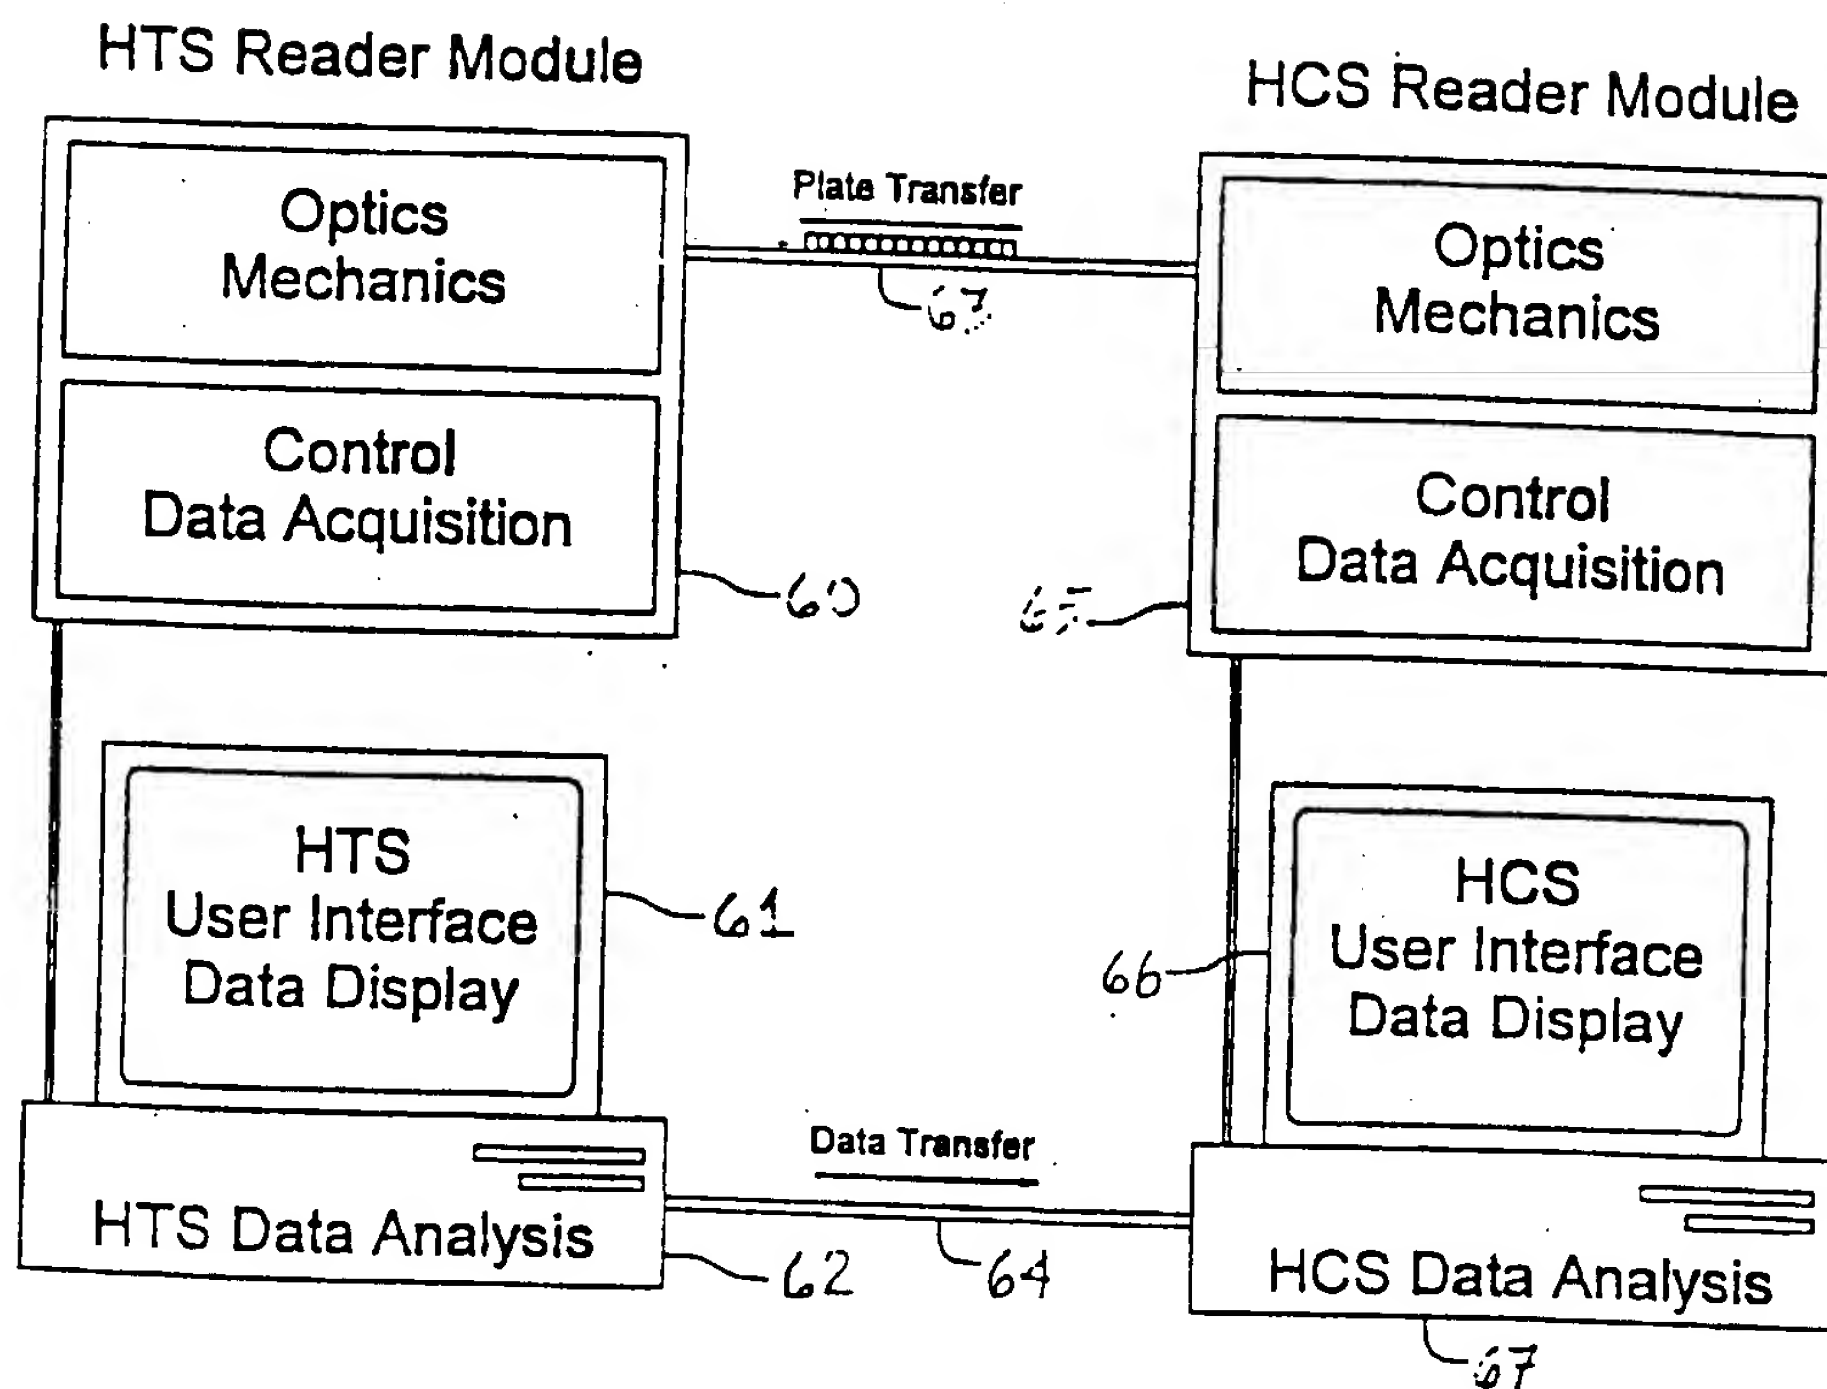 HTS Reader Module
HCS Reader Module
Optics
Mechanics
Plate Transfer
63
Optics
Mechanics
Control
Data Acquisition
60
Control
Data Acquisition
65
HTS
User Interface
Data Display
61
HCS
User Interface
Data Display
66
Data Transfer
64
HTS Data Analysis
62
HCS Data Analysis
67